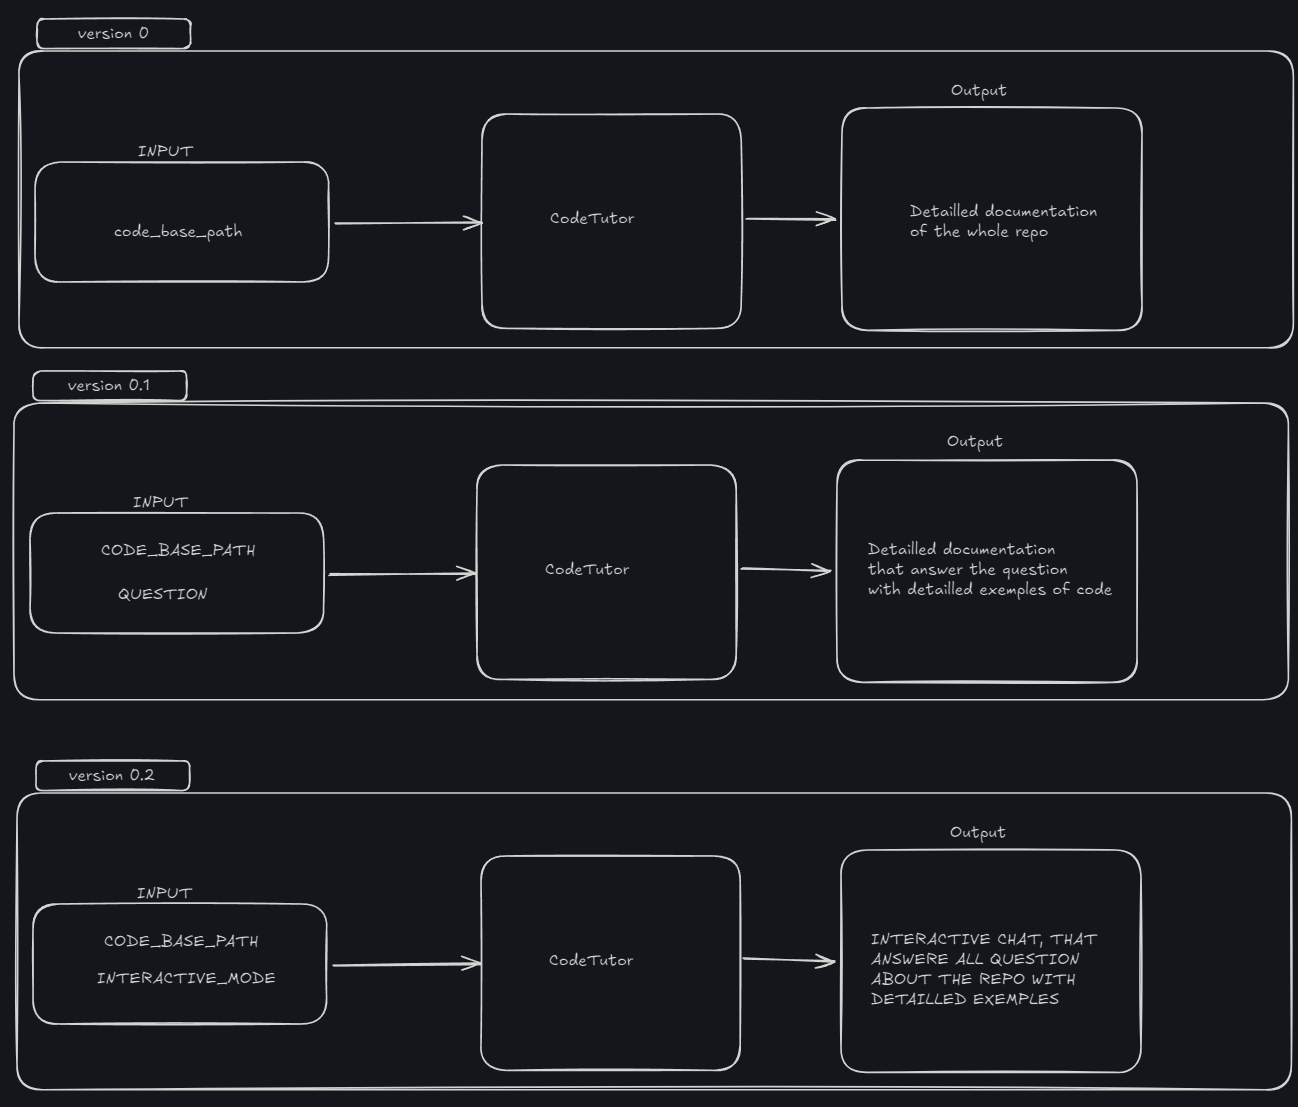 version 0
Output
INPUT
code_base_path
CodeTutor
Detailled documentation
of the whole repo
version 0.1
Output
INPUT
CODE_BASE_PATH
QUESTION
CodeTutor
Detailled documentation
that answer the question
with detailled exemples of code
version 0.2
Output
INPUT
CODE_BASE_PATH
INTERACTIVE_MODE
CodeTutor
INTERACTIVE CHAT, THAT
ANSWERE ALL QUESTION
ABOUT THE REPO WITH
DETAILLED EXEMPLES